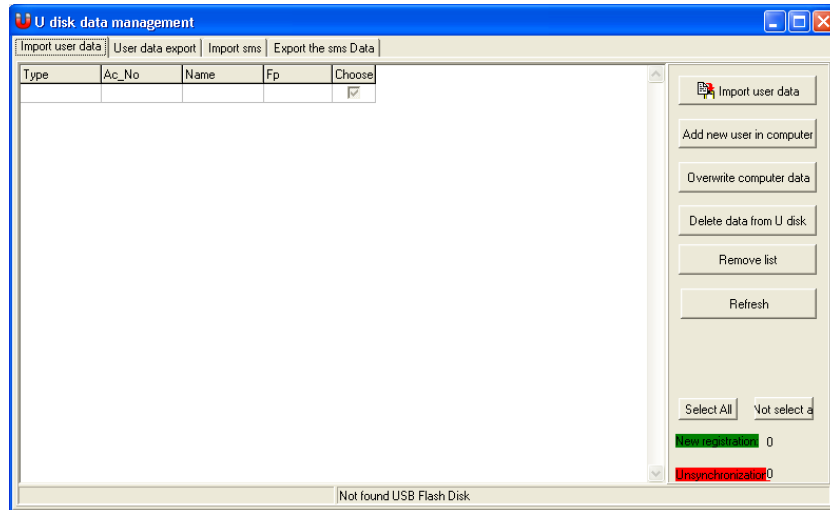 U disk data management
Import user data User data export Import sms Export the sms Data
Type Ac_No Name Fp Choose
Import user data
Add new user in computer
Overwrite computer data
Delete data from U disk
Remove list
Refresh
Select All Not select a
New registration: 0
Unsynchronization 0
Not found USB Flash Disk